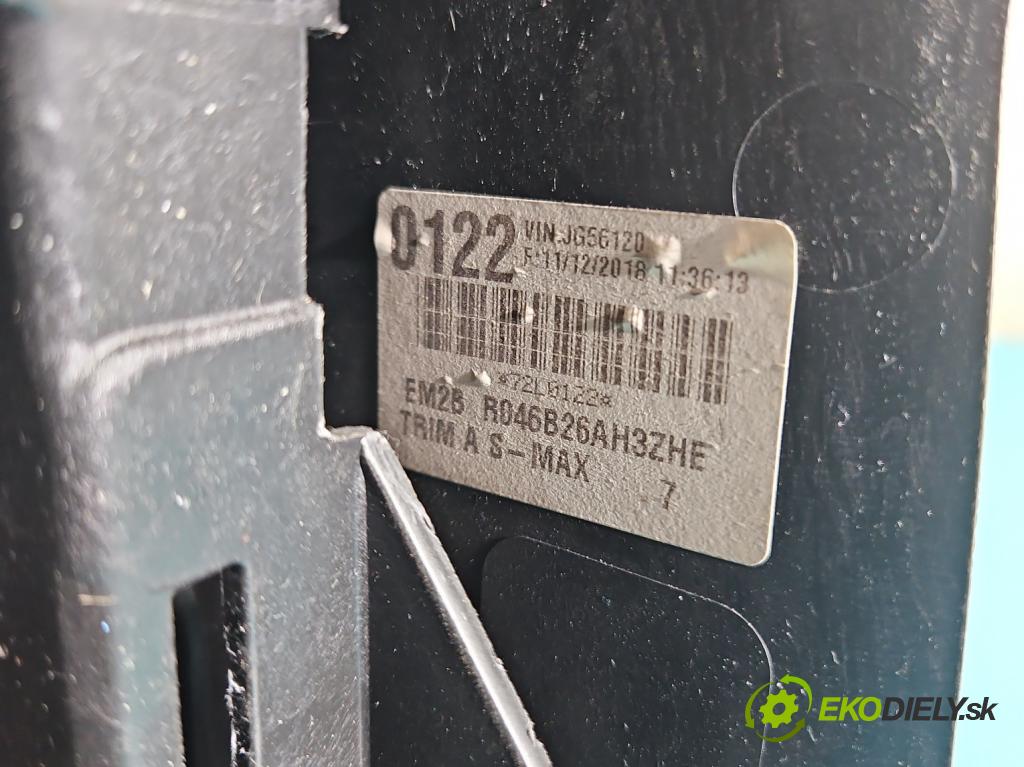 0122
VIN:JG56120
F:11/12/2018 11:36:13
*72L0122*
EM2B R046B26AH3ZHE
TRIM A S-MAX 7
EKODIELY.sk